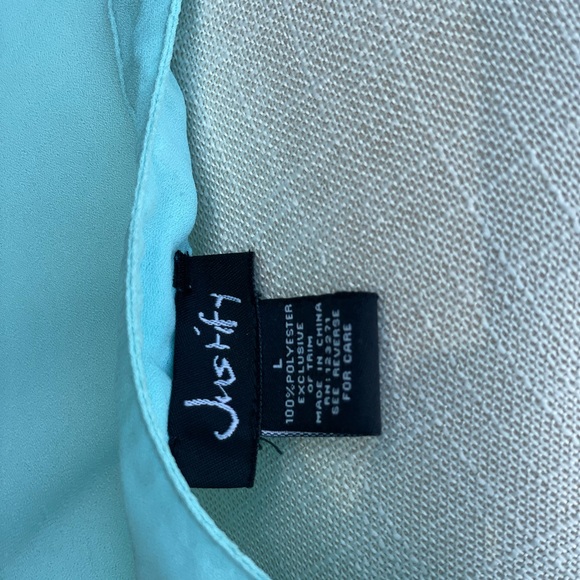 Justify
L
100% POLYESTER
EXCLUSIVE
OF TRIM
MADE IN CHINA
RN:123271
SEE REVERSE
FOR CARE